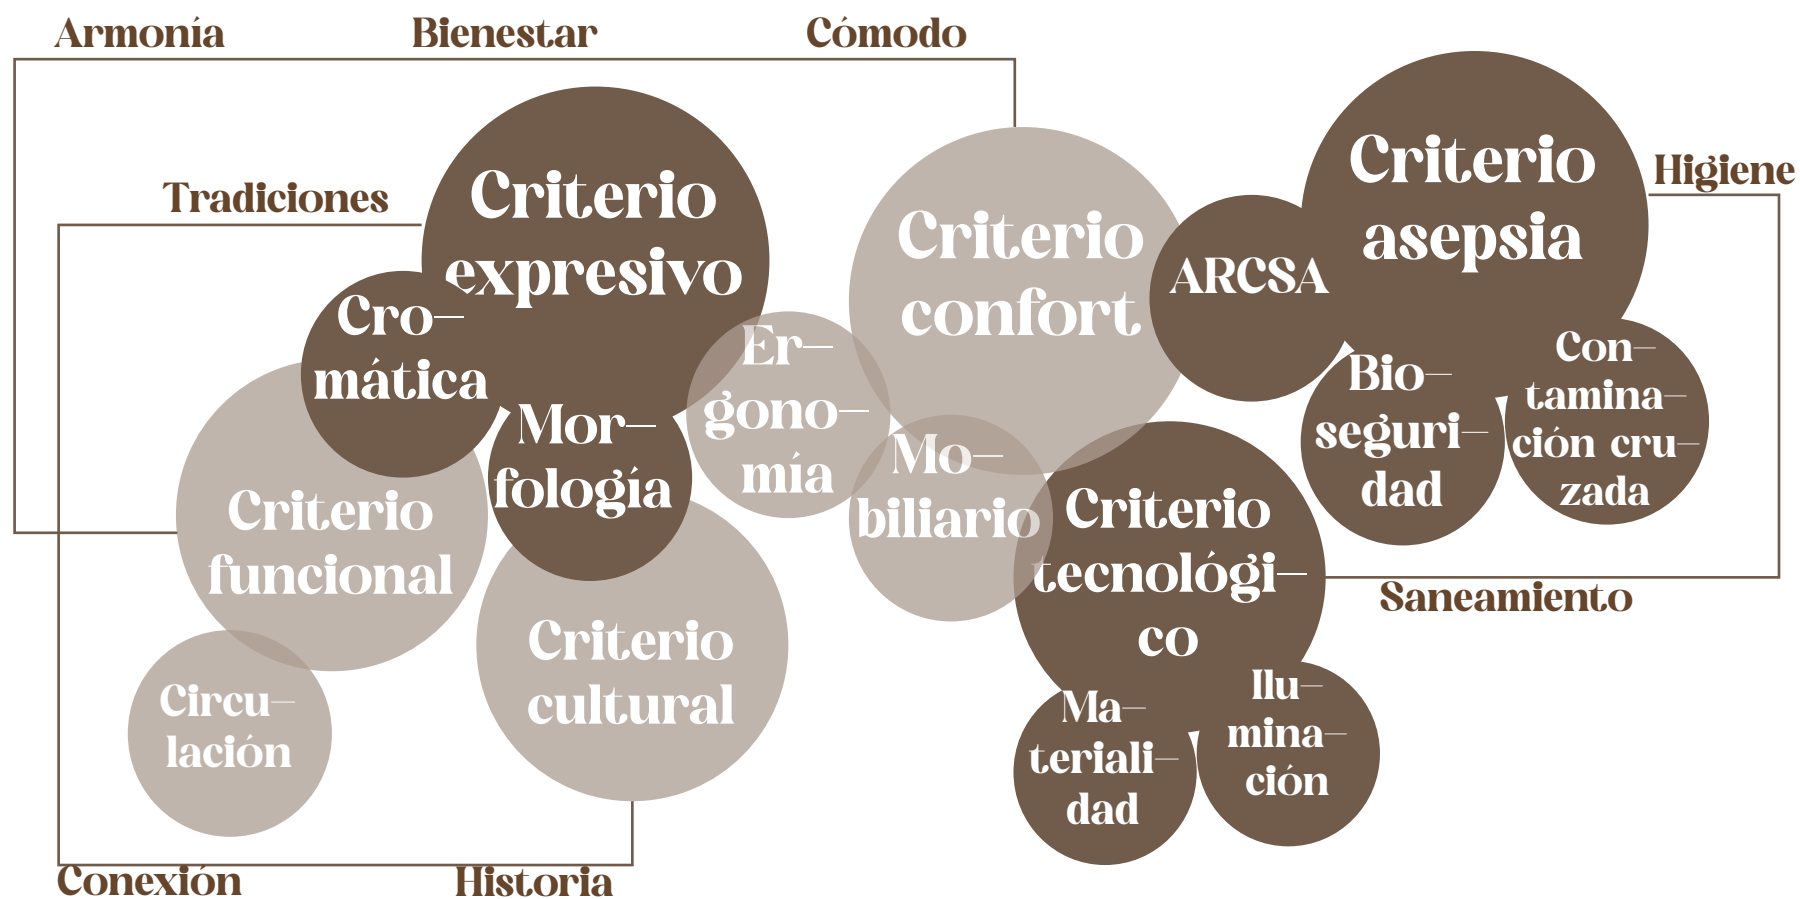 Armonía
Bienestar
Cómodo
Tradiciones
Criterio
expresivo
Cro–
mática
Mor–
fología
Er–
gono–
mía
Criterio
confort
Mo–
biliario
ARCSA
Criterio
asepsia
Higiene
Bio–
seguri–
dad
Con–
tamina–
ción cru–
zada
Criterio
funcional
Circu–
lación
Criterio
cultural
Criterio
tecnológi–
co
Saneamiento
Ma–
teriali–
dad
Ilu–
mina–
ción
Conexión
Historia